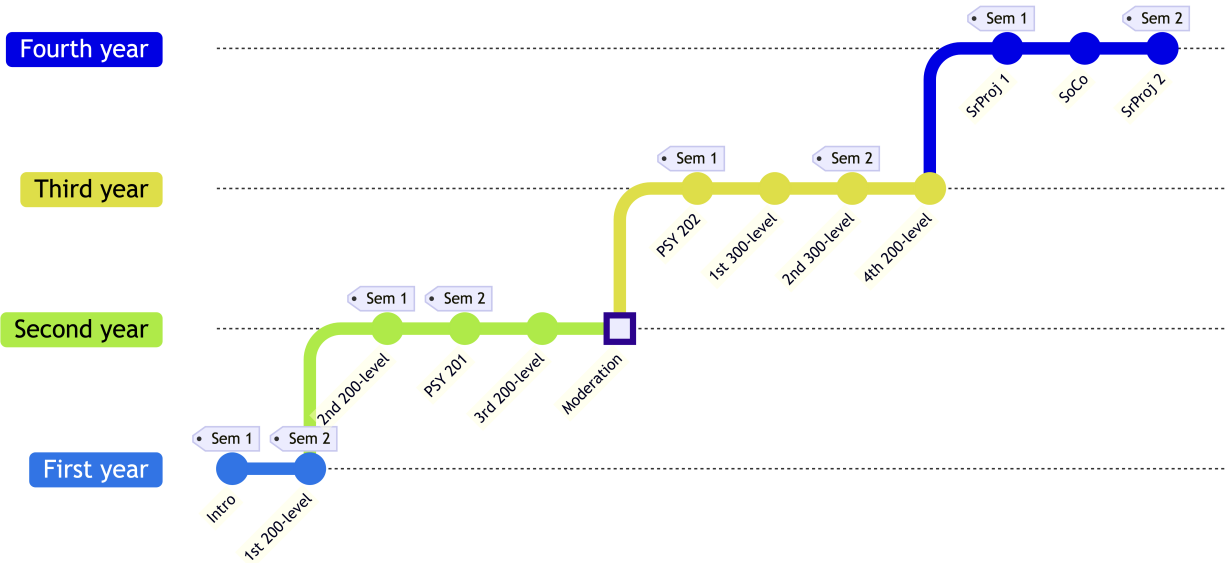 Fourth year
Sem 1
Sem 2
SrProj 1
SoCo
SrProj 2
Third year
Sem 1
Sem 2
PSY 202
1st 300-level
2nd 300-level
4th 200-level
Second year
Sem 1
Sem 2
2nd 200-level
PSY 201
3rd 200-level
Moderation
First year
Sem 1
Sem 2
Intro
1st 200-level